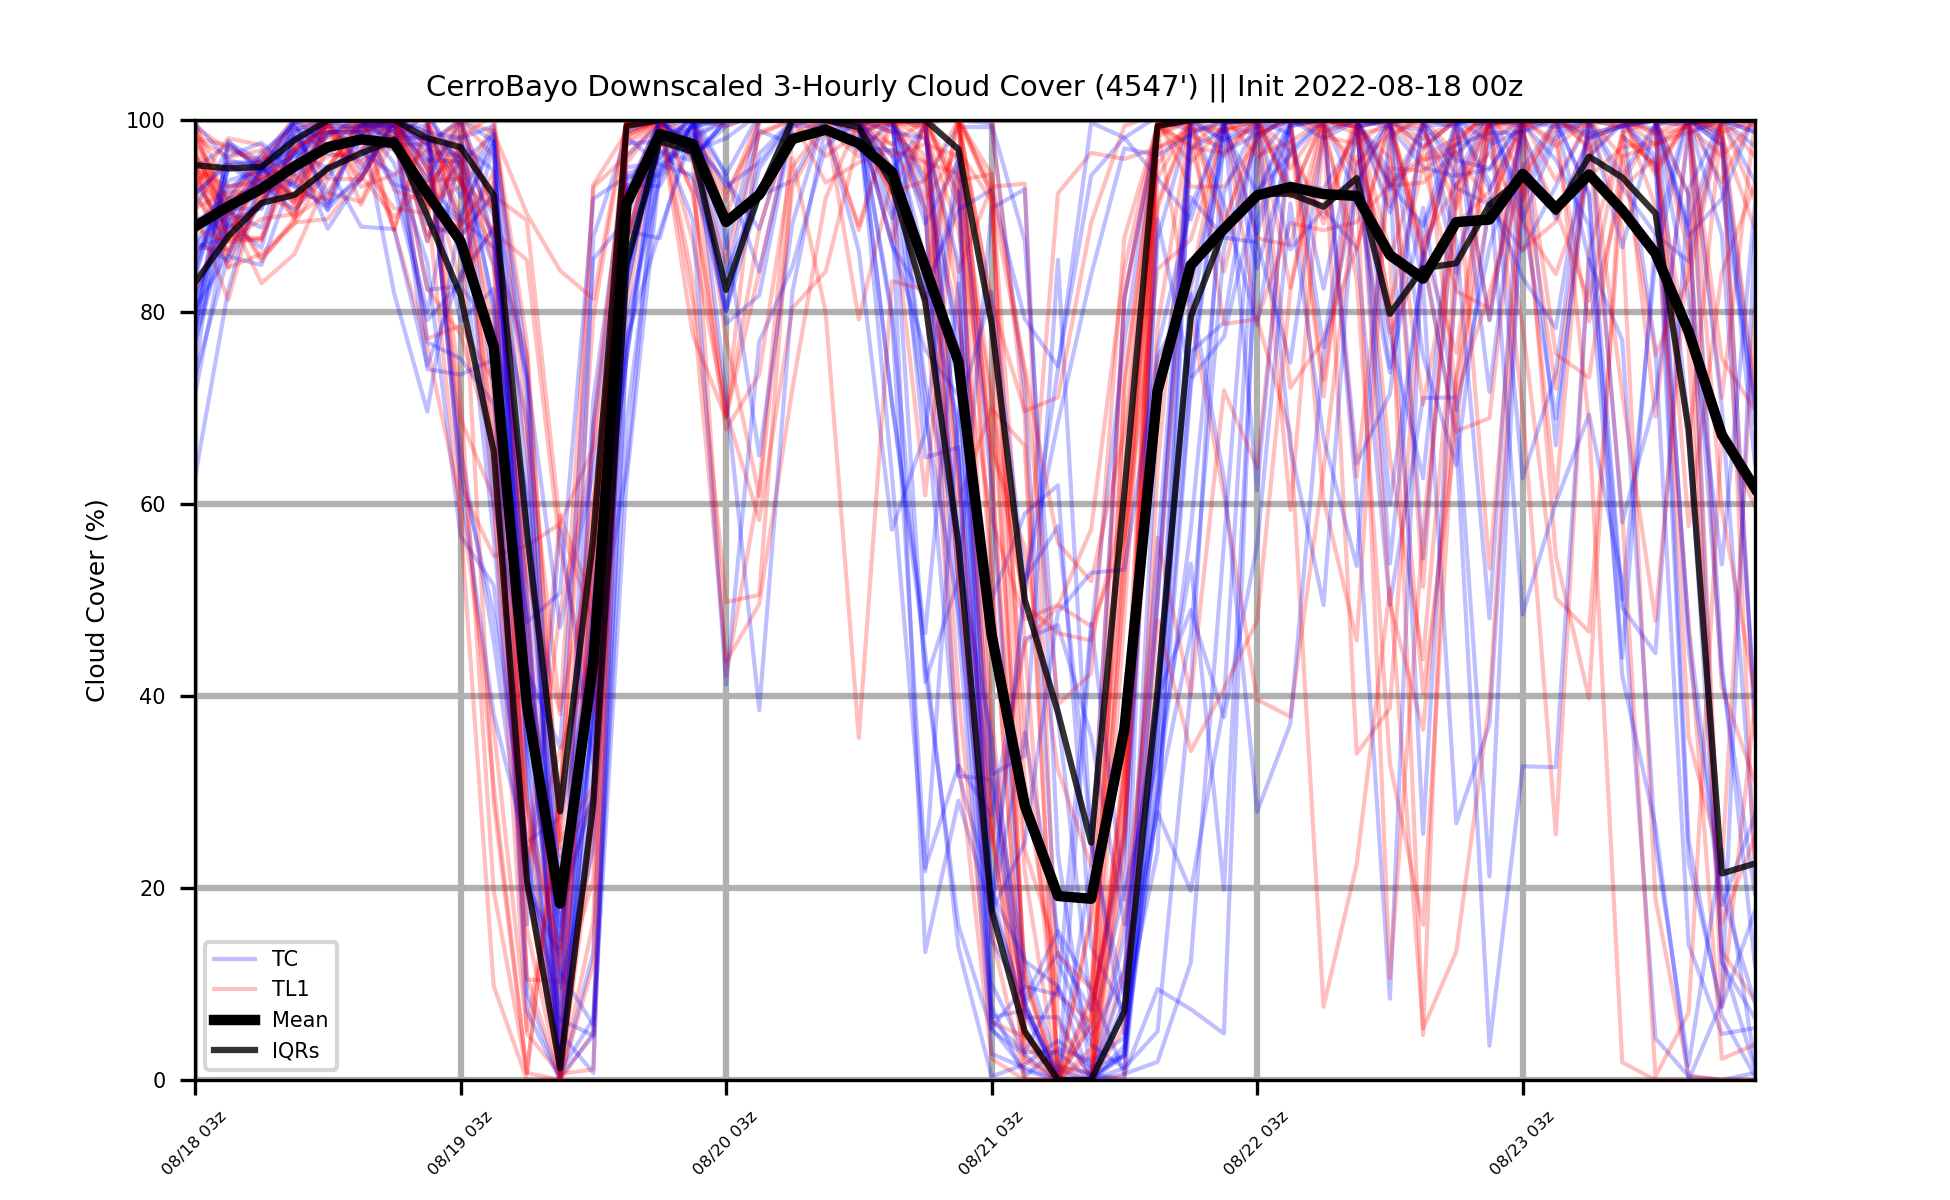 CerroBayo Downscaled 3-Hourly Cloud Cover (4547') || Init 2022-08-18 00z
Cloud Cover (%)
100
80
60
40
20
0
TC
TL1
Mean
IQRs
08/18 03z
08/19 03z
08/20 03z
08/21 03z
08/22 03z
08/23 03z